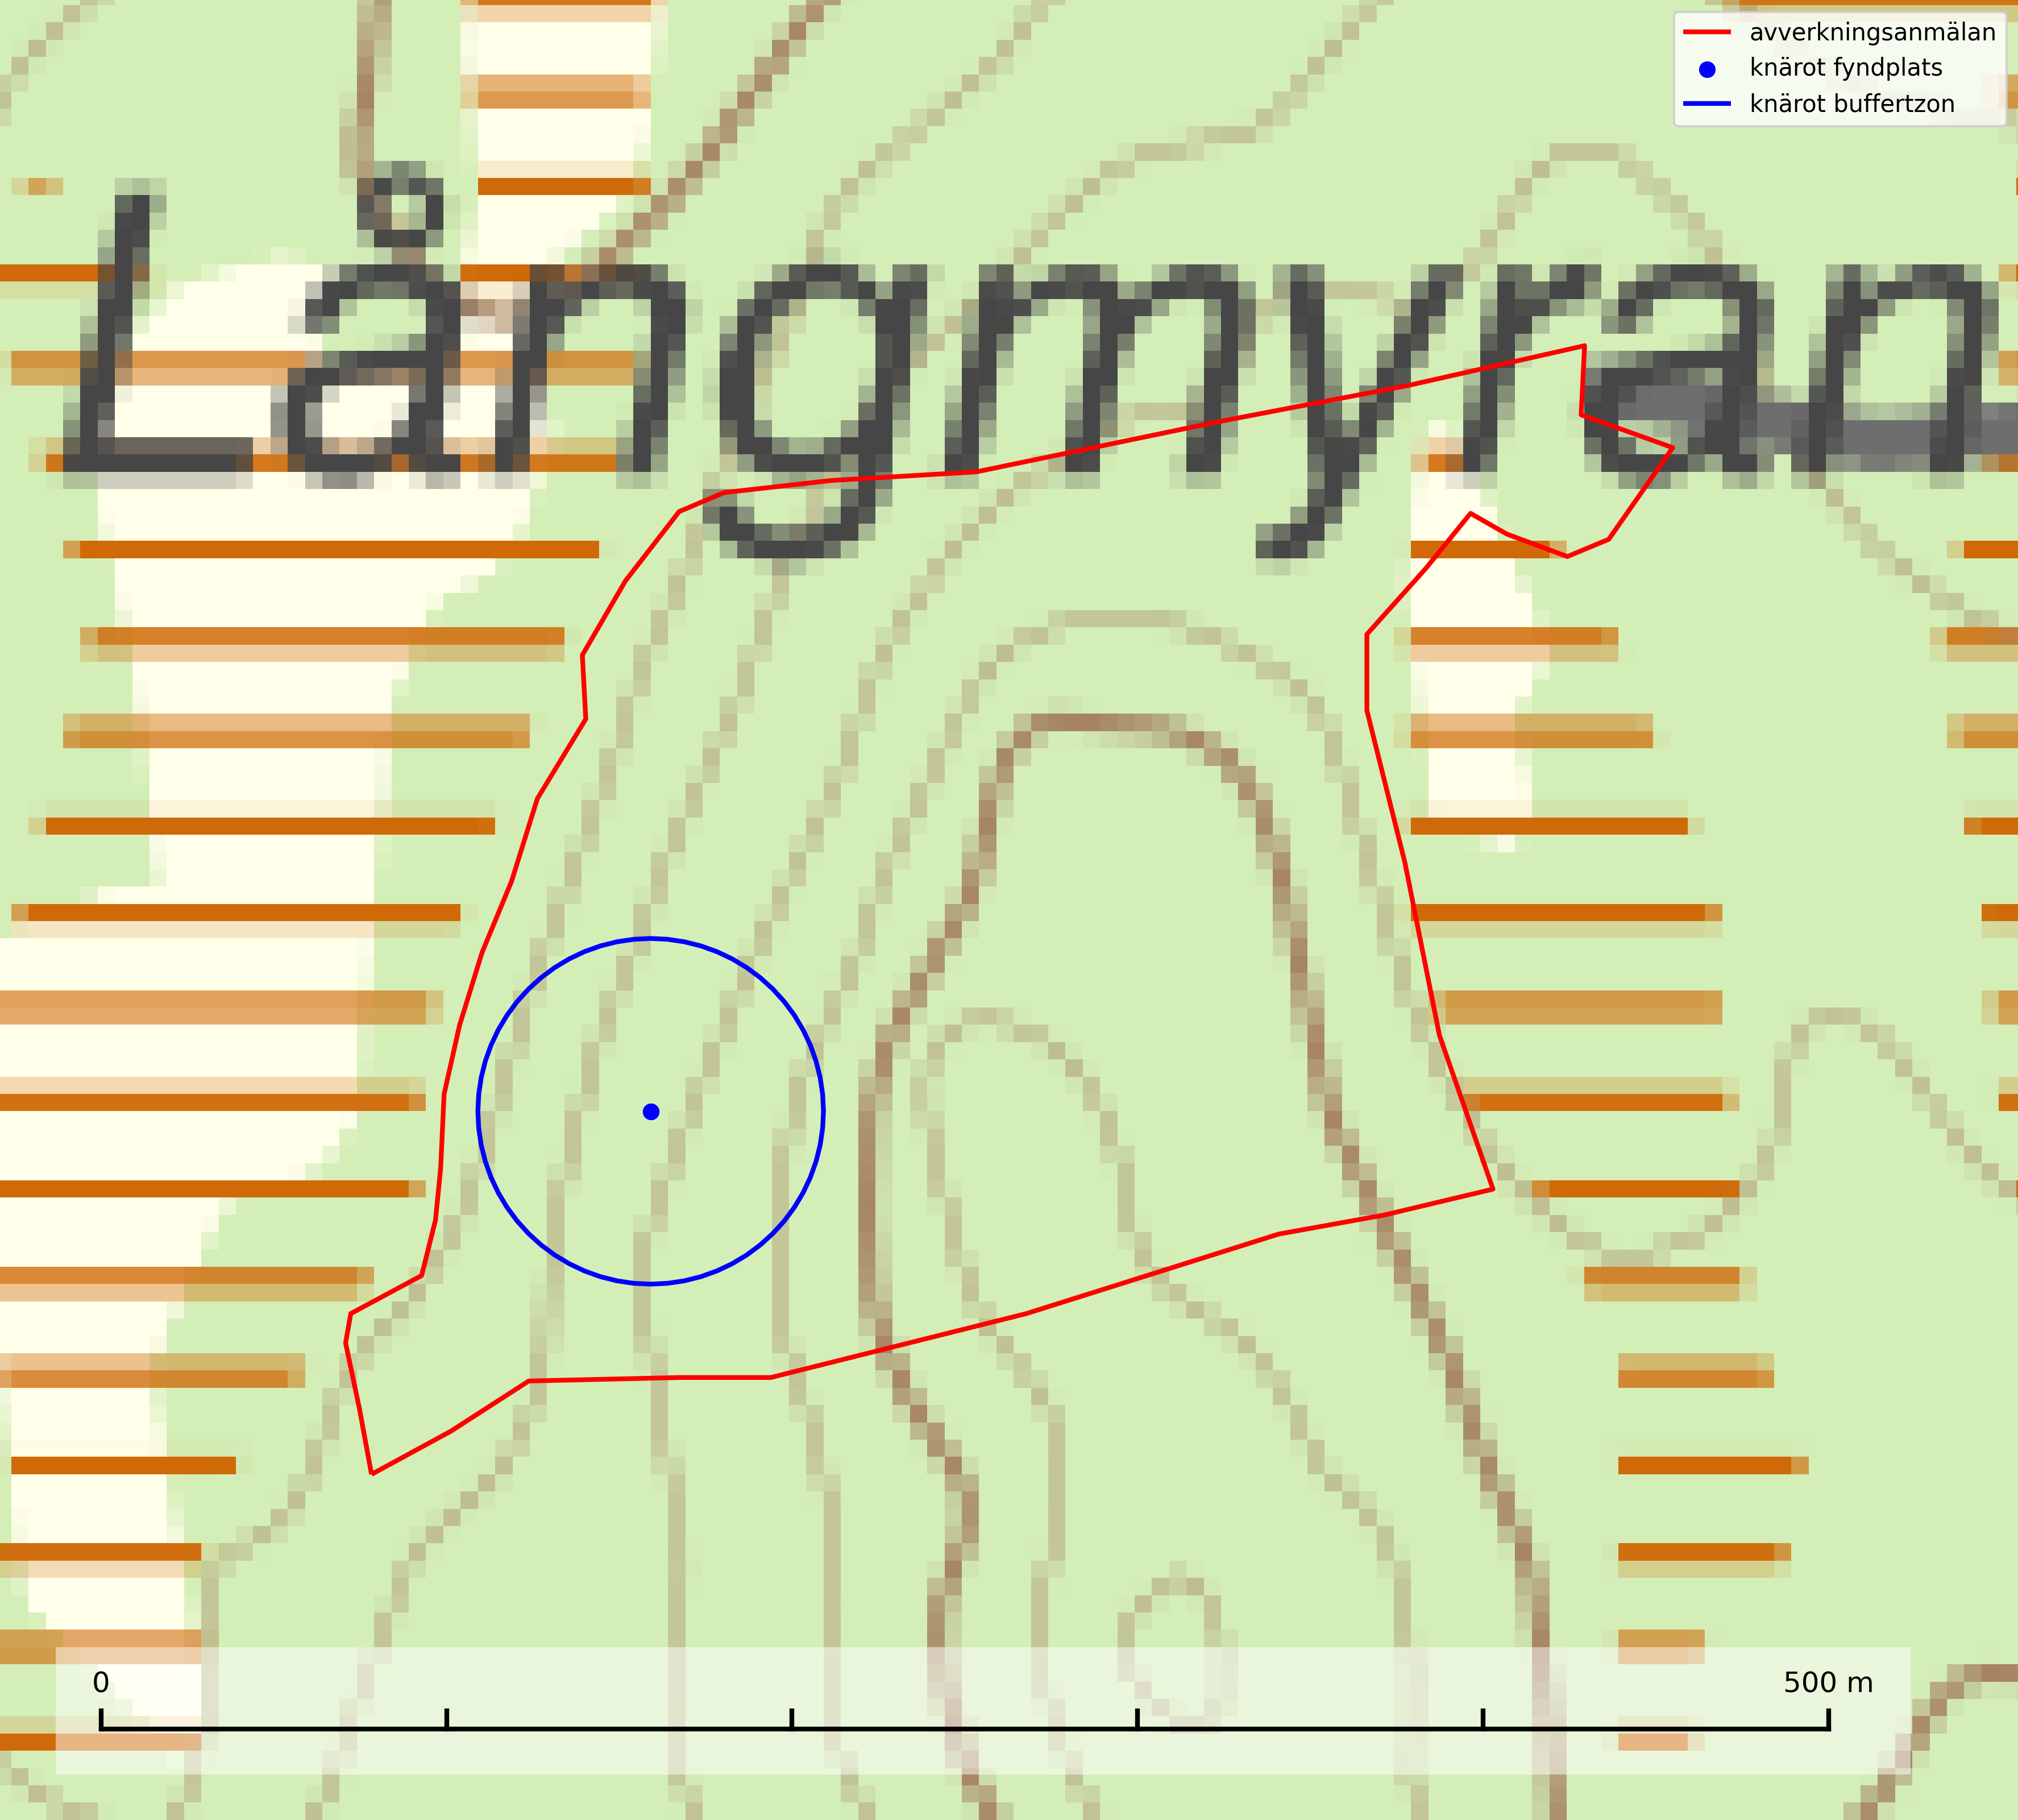 avverkningsanmälan
knärot fyndplats
knärot buffertzon
Långmyran
0 500 m